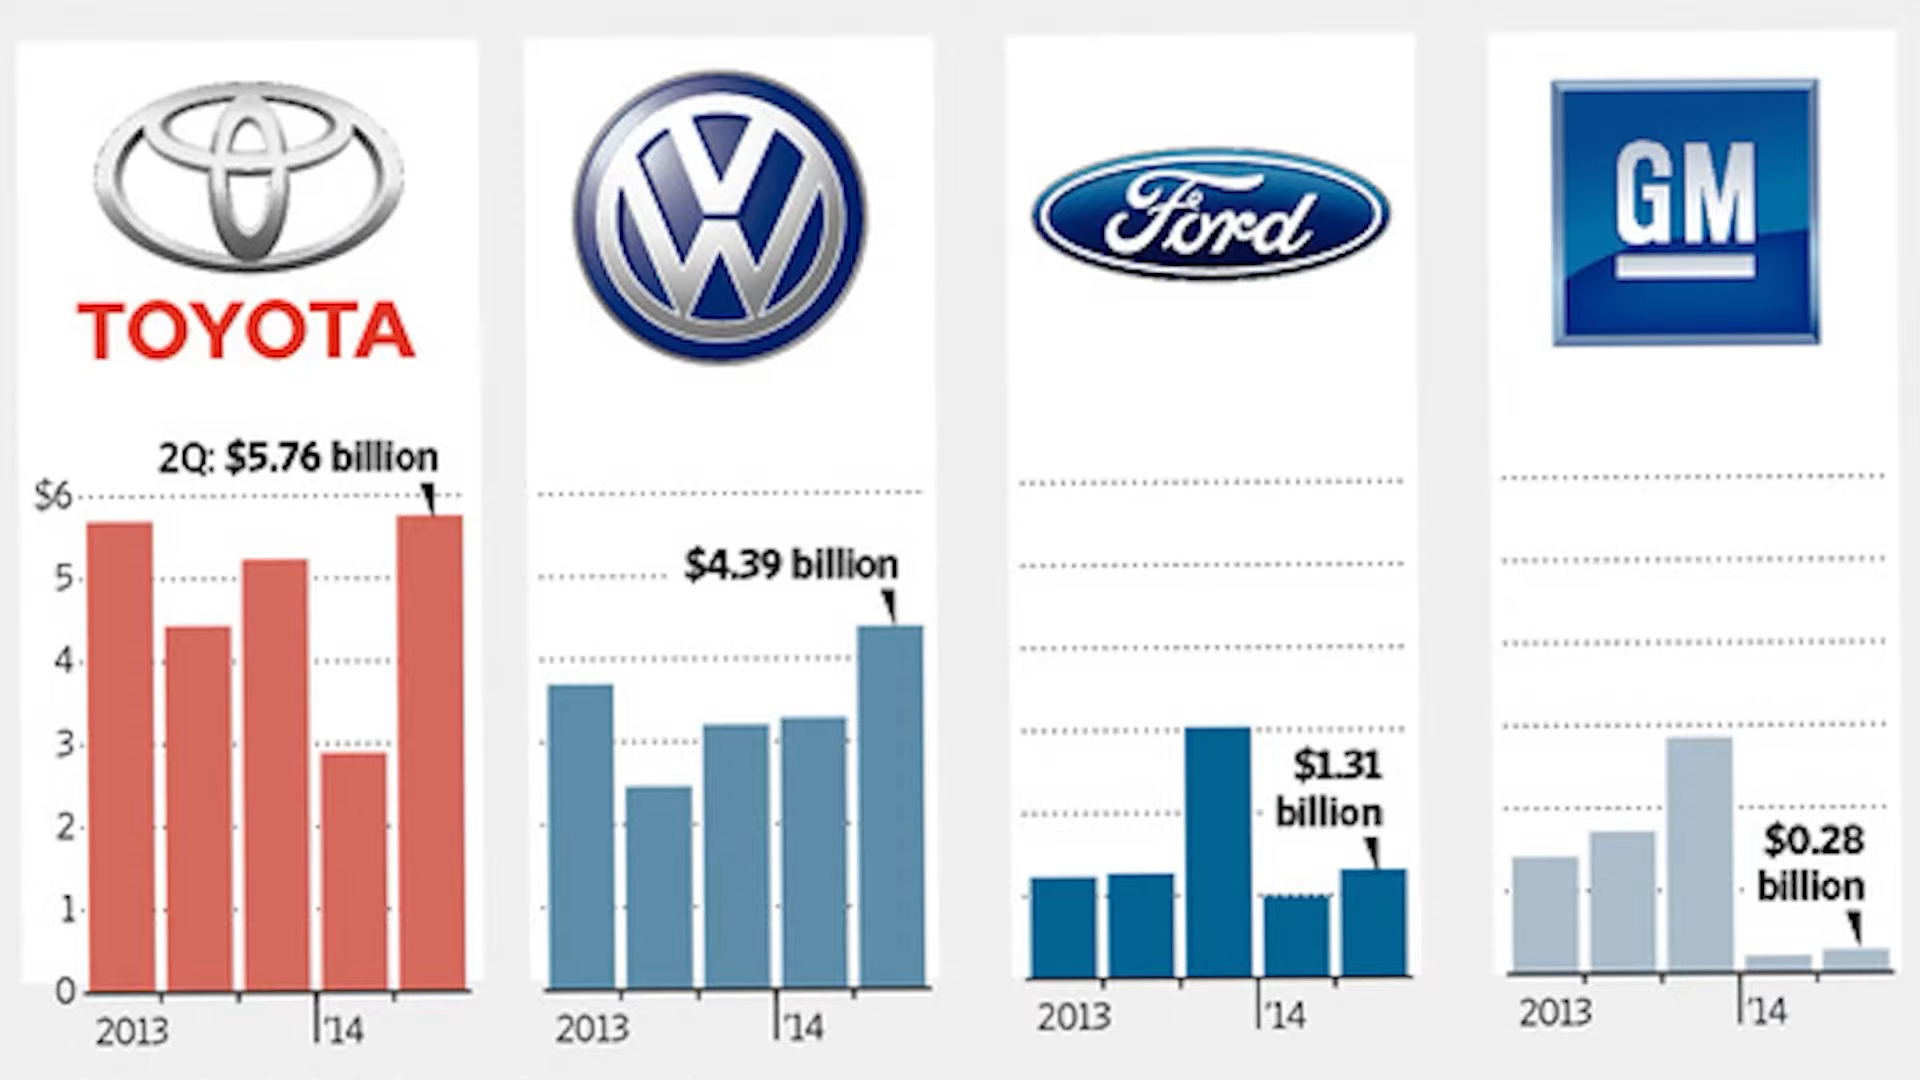 TOYOTA
2Q: $5.76 billion
$6
5
4
3
2
1
0
2013
'14
$4.39 billion
2013
'14
Ford
$1.31
billion
2013
'14
GM
$0.28
billion
2013
'14